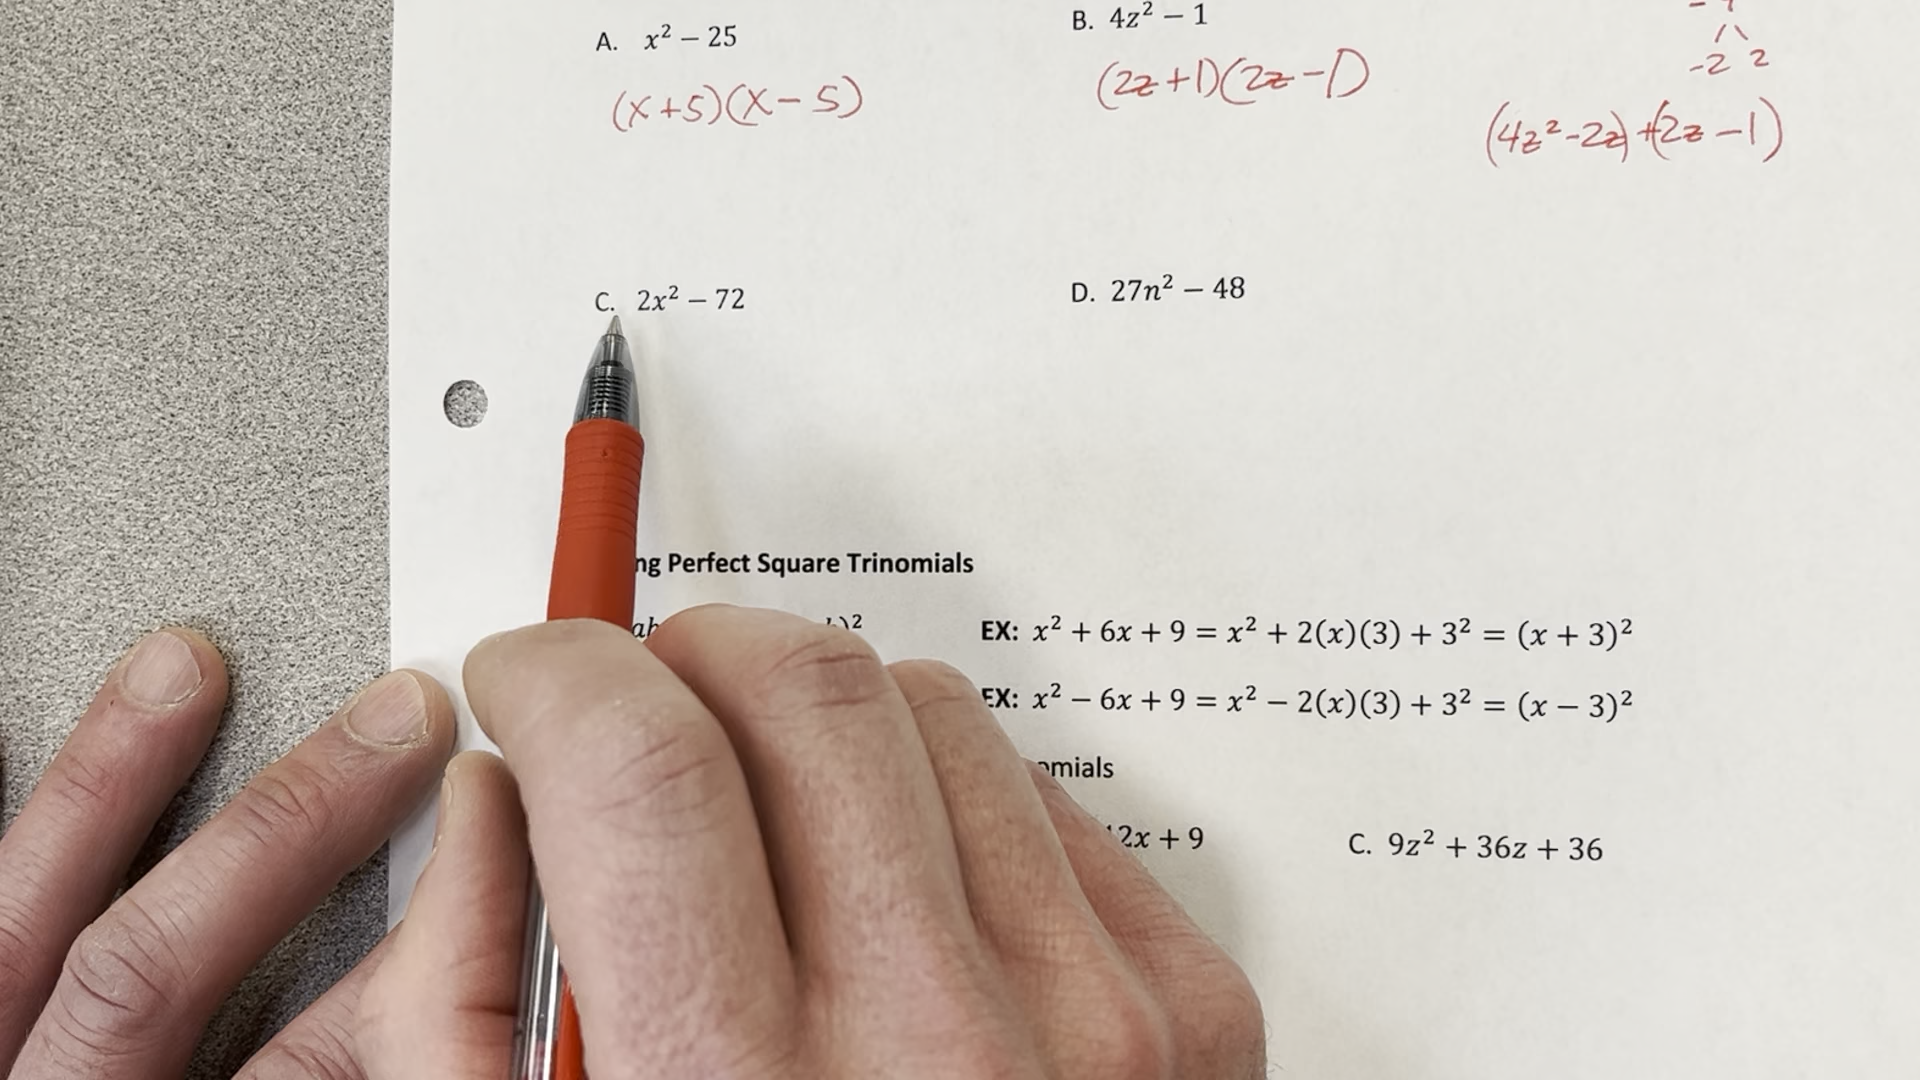 A. x² − 25
B. 4z² − 1
(x+5)(x−5)
(2z+1)(2z−1)
-2 2
(4z²-2z)+(2z−1)
C. 2x² − 72
D. 27n² − 48
Perfect Square Trinomials
EX: x² + 6x + 9 = x² + 2(x)(3) + 3² = (x + 3)²
EX: x² − 6x + 9 = x² − 2(x)(3) + 3² = (x − 3)²
2x + 9
C. 9z² + 36z + 36